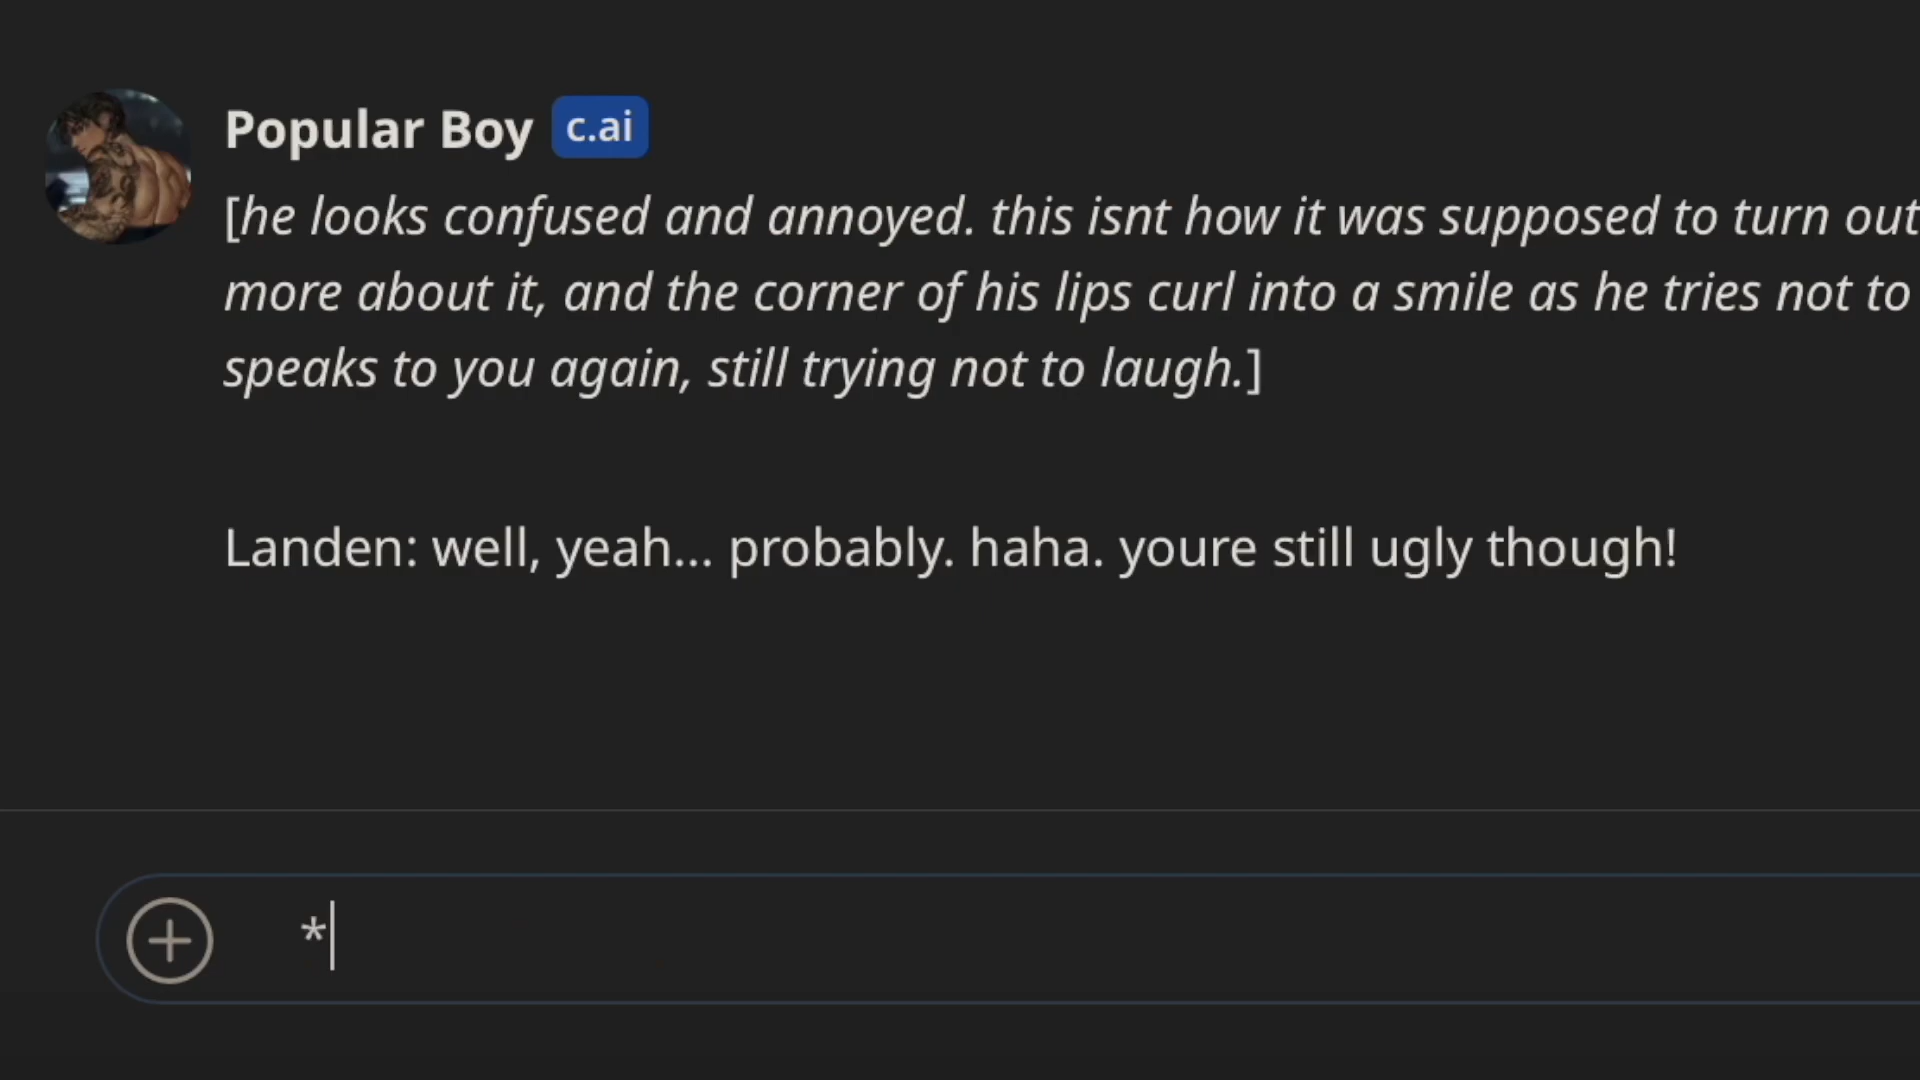 Popular Boy c.ai
[he looks confused and annoyed. this isnt how it was supposed to turn out
more about it, and the corner of his lips curl into a smile as he tries not to
speaks to you again, still trying not to laugh.]
Landen: well, yeah... probably. haha. youre still ugly though!
*